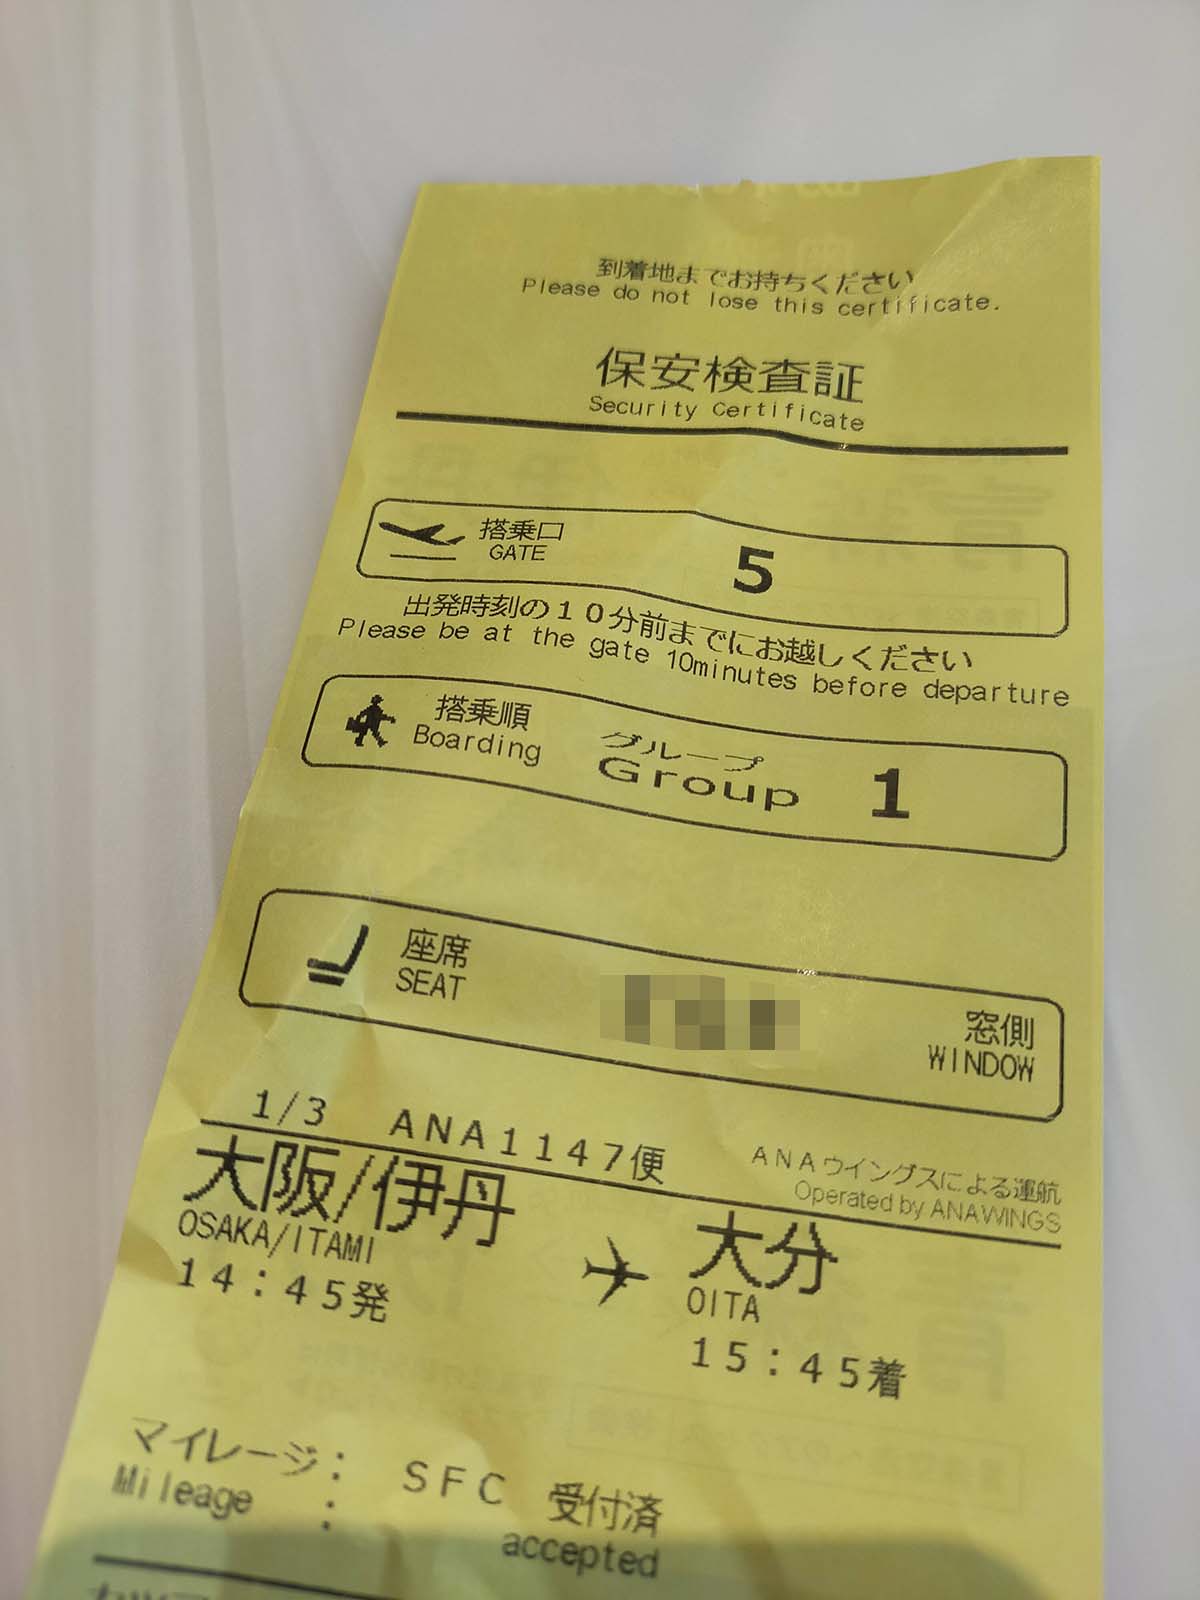 到着地までお持ちください
Please do not lose this certificate.
保安検査証
Security Certificate
搭乗口
GATE
5
出発時刻の10分前までにお越しください
Please be at the gate 10minutes before departure
搭乗順
Boarding
グループ
Group
1
座席
SEAT
窓側
WINDOW
1/3 ANA1147便
ANAウイングスによる運航
Operated by ANAWINGS
大阪/伊丹
OSAKA/ITAMI
14:45発
大分
OITA
15:45着
マイレージ: SFC 受付済
Mileage : accepted